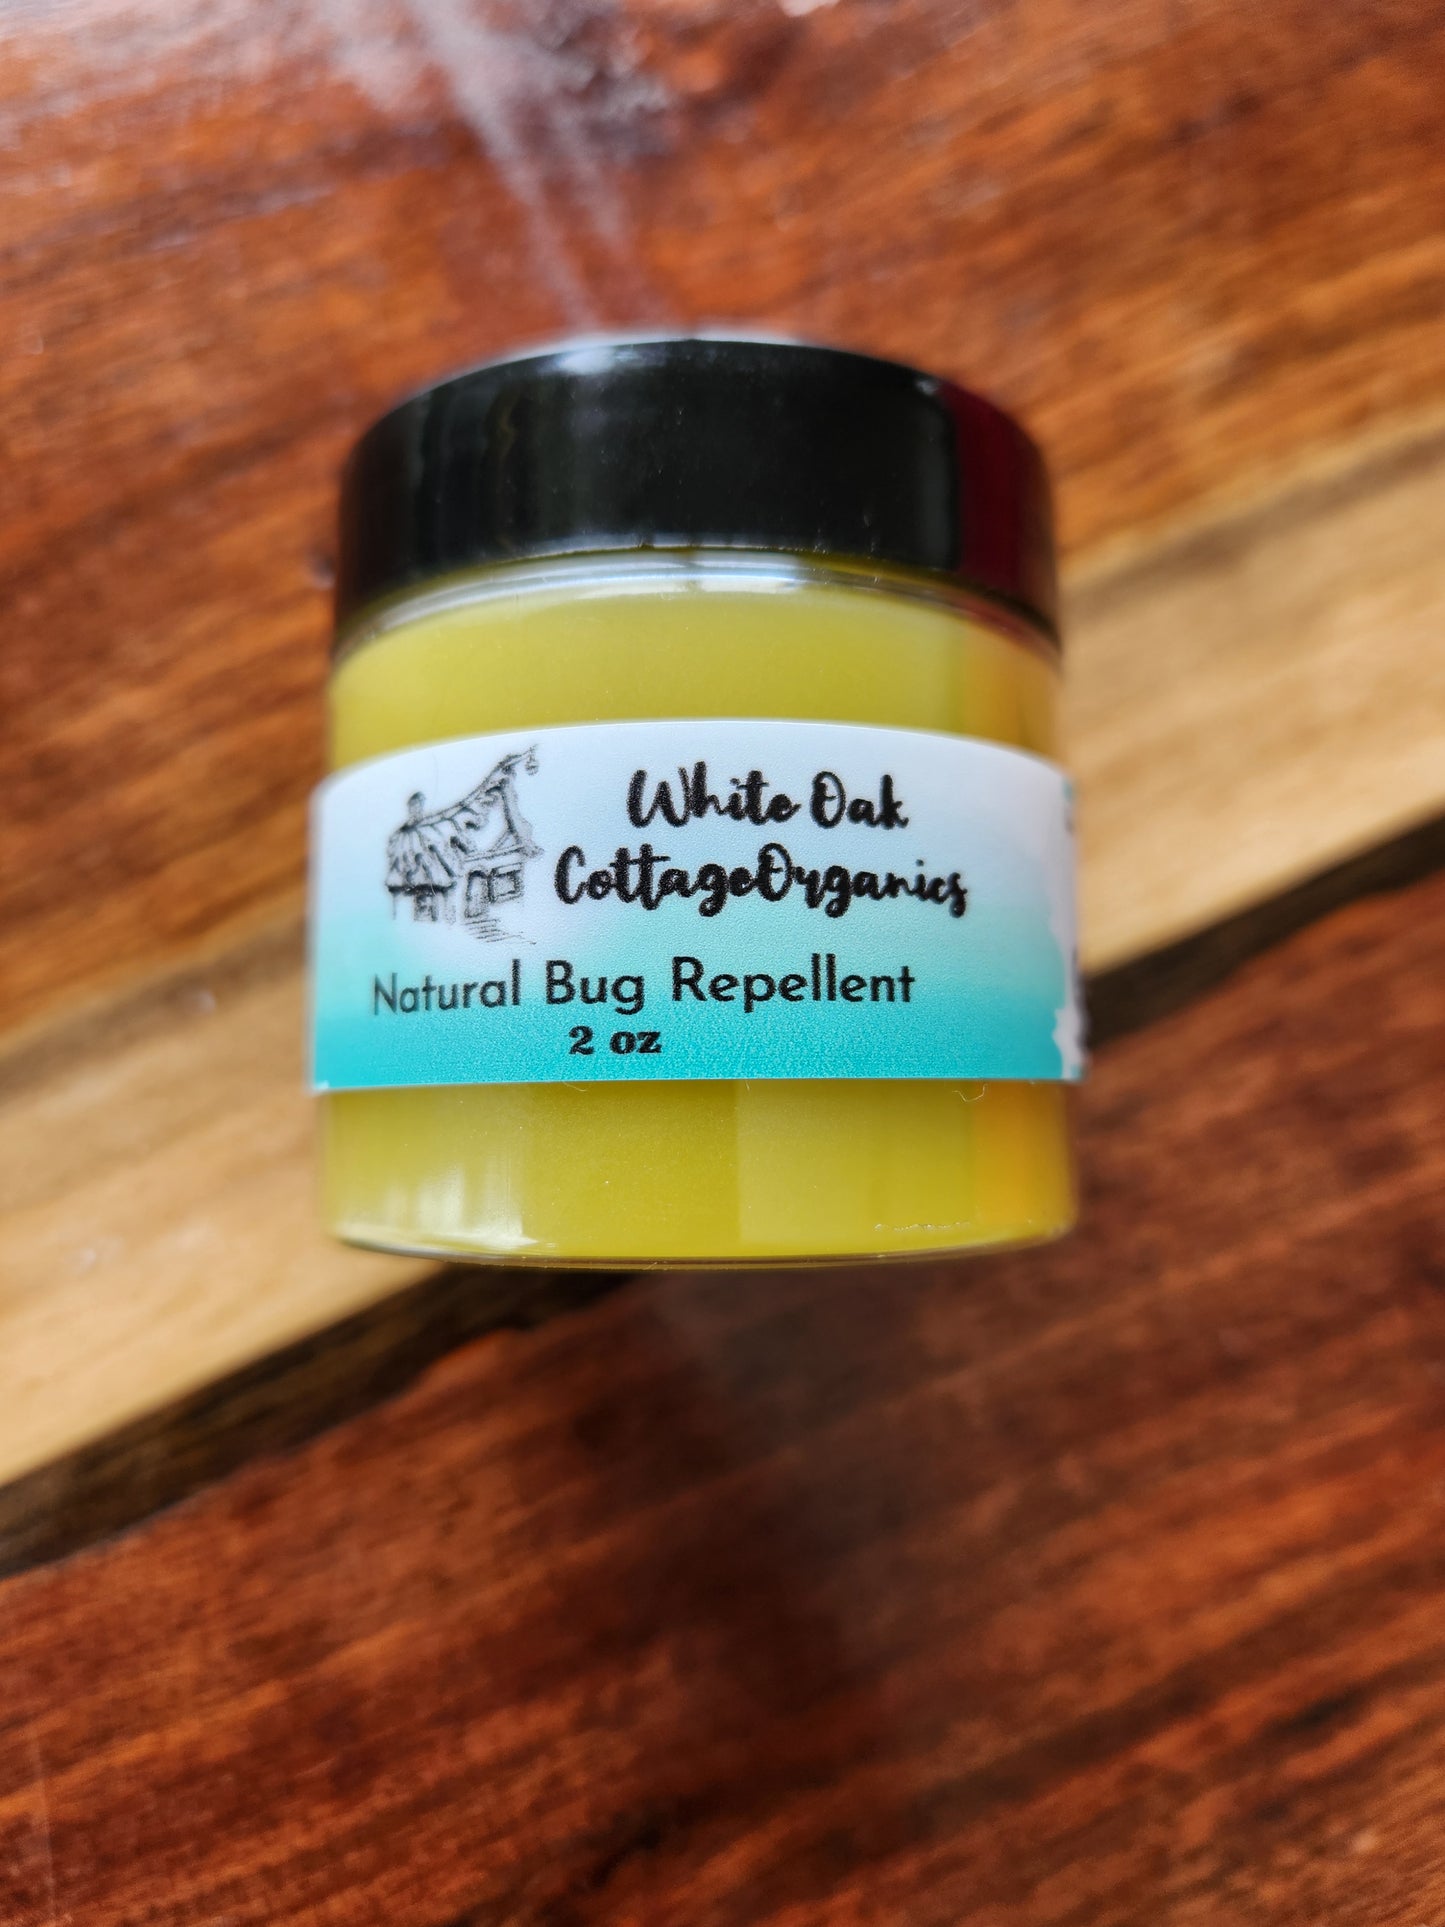 White Oak
CottageOrganics
Natural Bug Repellent
2 oz